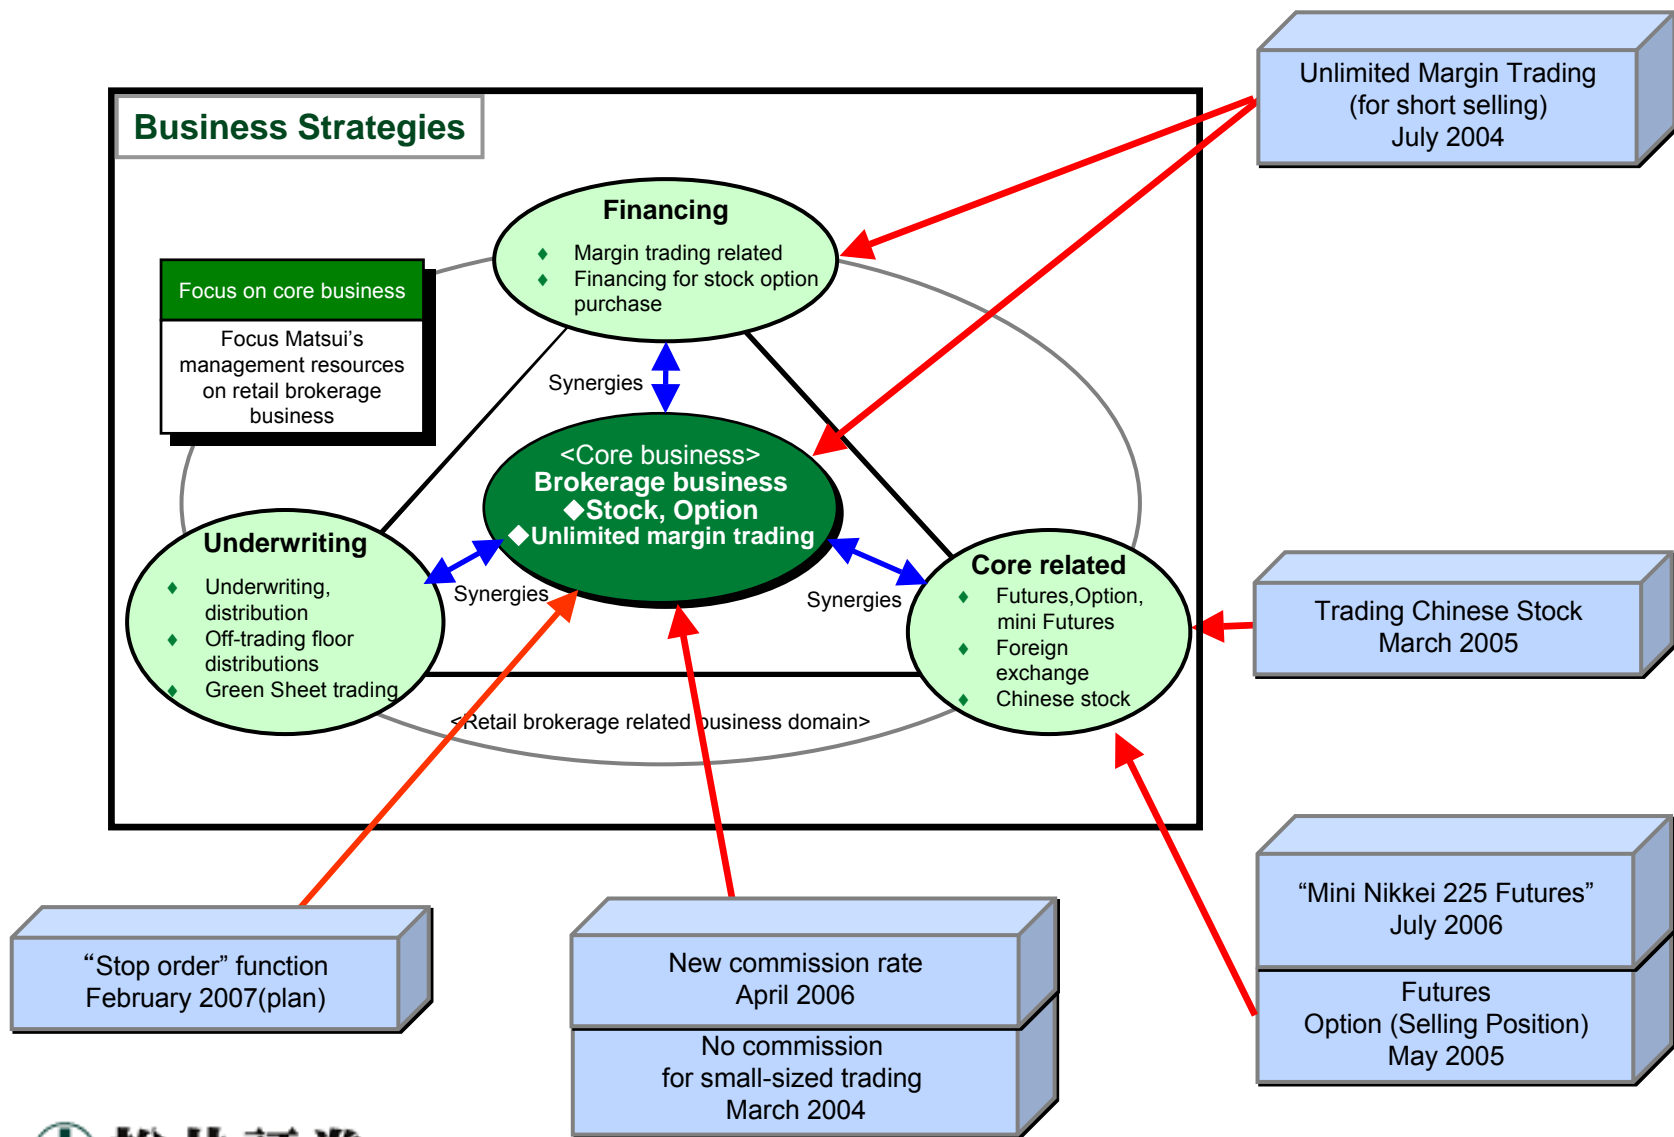 Unlimited Margin Trading
(for short selling)
July 2004
Business Strategies
Financing
♦ Margin trading related
♦ Financing for stock option
purchase
Focus on core business
Focus Matsui's
management resources
on retail brokerage
business
Synergies
<Core business>
Brokerage business
◆Stock, Option
◆Unlimited margin trading
Underwriting
♦ Underwriting,
distribution
♦ Off-trading floor
distributions
♦ Green Sheet trading
Synergies
Synergies
Core related
♦ Futures,Option,
mini Futures
♦ Foreign
exchange
♦ Chinese stock
<Retail brokerage related business domain>
Trading Chinese Stock
March 2005
“Mini Nikkei 225 Futures”
July 2006
Futures
Option (Selling Position)
May 2005
“Stop order” function
February 2007(plan)
New commission rate
April 2006
No commission
for small-sized trading
March 2004